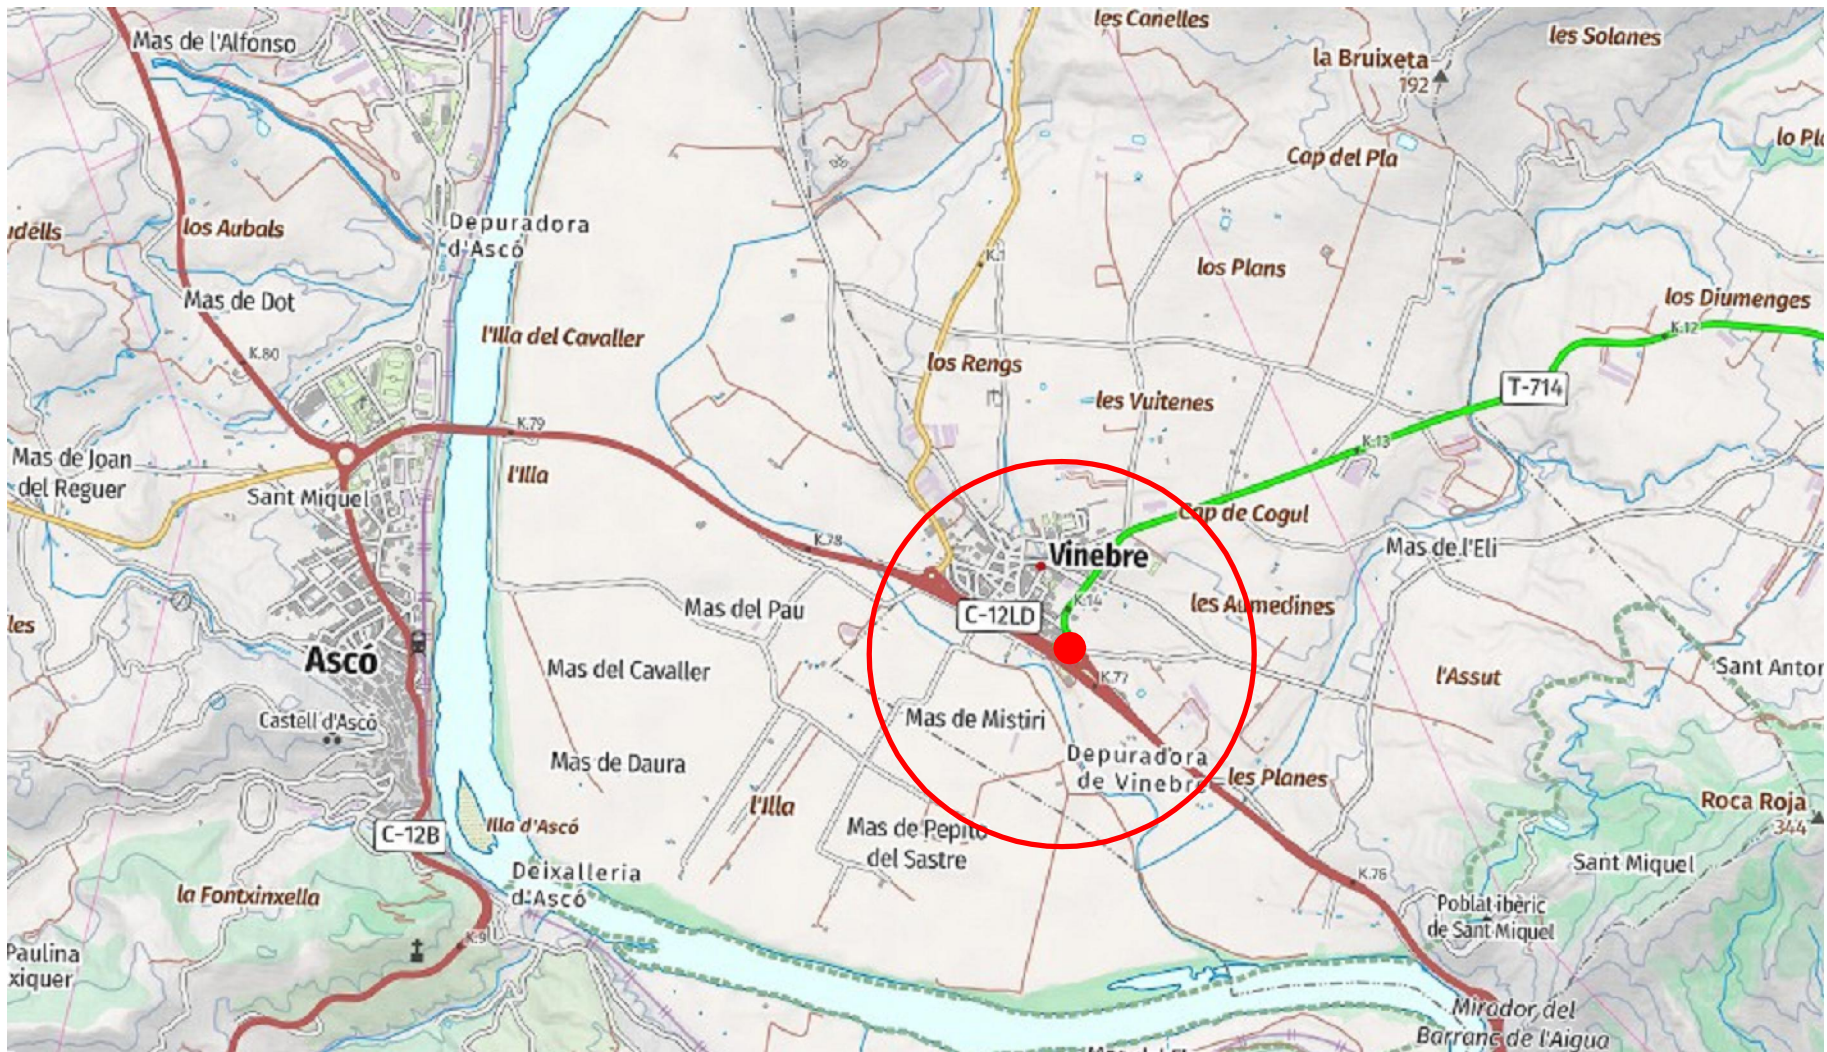 les Canelles
Mas de l'Alfonso
les Solanes
la Bruixeta
192
lo Pla
Cap del Pla
Depuradora
d'Ascó
los Aubals
K.1
los Plans
Mas de Dot
los Diumenges
K.12
l'Illa del Cavaller
K.80
los Rengs
T-714
les Vuitenes
K.79
K.13
Mas de Joan
del Reguer
l'Illa
Sant Miquel
Cap de Cogul
K.78
Vinebre
Mas de l'Eli
Mas del Pau
C-12LD
K.14
les Aumedines
les
Ascó
Mas del Cavaller
K.77
l'Assut
Sant Anton
Castell d'Ascó
Mas de Mistiri
Mas de Daura
Depuradora
de Vinebre
les Planes
l'Illa
Roca Roja
344
C-12B
Illa d'Ascó
Mas de Pepito
del Sastre
Sant Miquel
K.76
Deixalleria
d'Ascó
la Fontxinxella
Poblat ibèric
de Sant Miquel
K.9
Paulina
xiquer
Mirador del
Barranc de l'Aigua